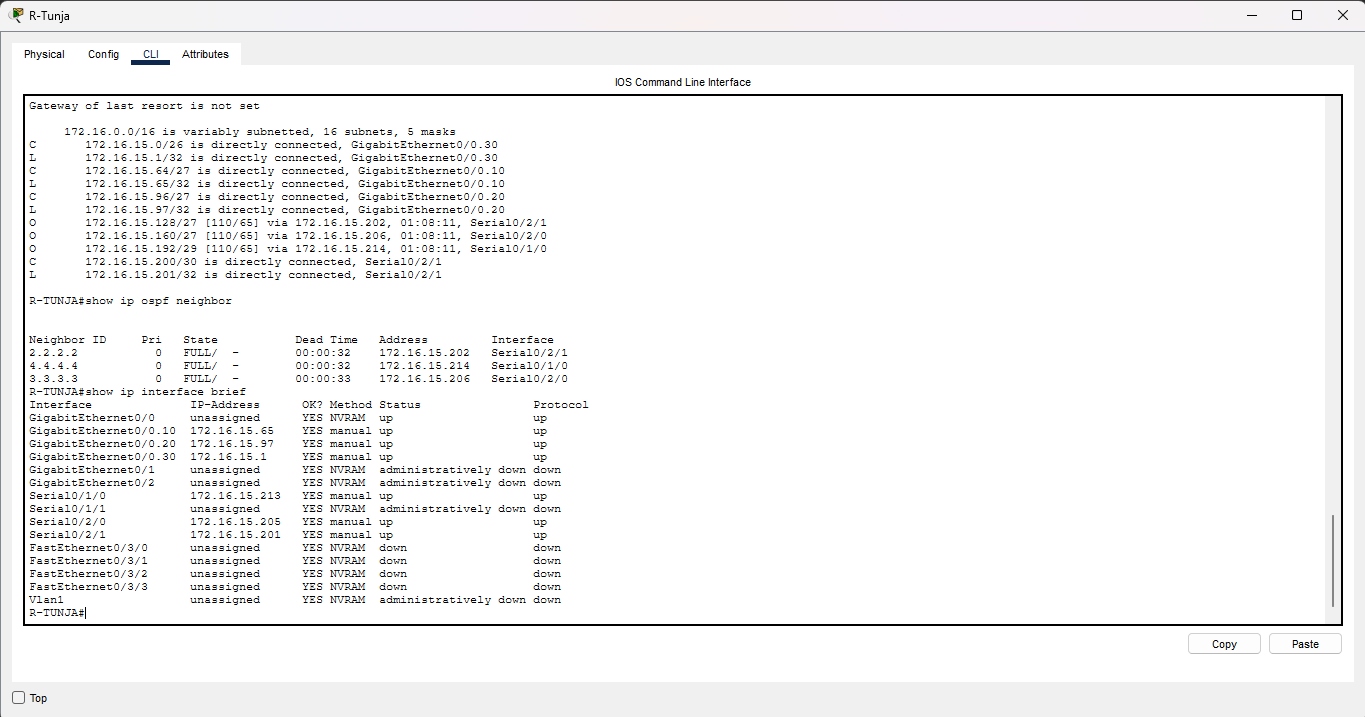 R-Tunja
Physical Config CLI Attributes
IOS Command Line Interface
Gateway of last resort is not set
172.16.0.0/16 is variably subnetted, 16 subnets, 5 masks
C 172.16.15.0/26 is directly connected, GigabitEthernet0/0.30
L 172.16.15.1/32 is directly connected, GigabitEthernet0/0.30
C 172.16.15.64/27 is directly connected, GigabitEthernet0/0.10
L 172.16.15.65/32 is directly connected, GigabitEthernet0/0.10
C 172.16.15.96/27 is directly connected, GigabitEthernet0/0.20
L 172.16.15.97/32 is directly connected, GigabitEthernet0/0.20
O 172.16.15.128/27 [110/65] via 172.16.15.202, 01:08:11, Serial0/2/1
O 172.16.15.160/27 [110/65] via 172.16.15.206, 01:08:11, Serial0/2/0
O 172.16.15.192/29 [110/65] via 172.16.15.214, 01:08:11, Serial0/1/0
C 172.16.15.200/30 is directly connected, Serial0/2/1
L 172.16.15.201/32 is directly connected, Serial0/2/1
R-TUNJA#show ip ospf neighbor
Neighbor ID Pri State Dead Time Address Interface
2.2.2.2 0 FULL/ - 00:00:32 172.16.15.202 Serial0/2/1
4.4.4.4 0 FULL/ - 00:00:32 172.16.15.214 Serial0/1/0
3.3.3.3 0 FULL/ - 00:00:33 172.16.15.206 Serial0/2/0
R-TUNJA#show ip interface brief
Interface IP-Address OK? Method Status Protocol
GigabitEthernet0/0 unassigned YES NVRAM up up
GigabitEthernet0/0.10 172.16.15.65 YES manual up up
GigabitEthernet0/0.20 172.16.15.97 YES manual up up
GigabitEthernet0/0.30 172.16.15.1 YES manual up up
GigabitEthernet0/1 unassigned YES NVRAM administratively down down
GigabitEthernet0/2 unassigned YES NVRAM administratively down down
Serial0/1/0 172.16.15.213 YES manual up up
Serial0/1/1 unassigned YES NVRAM administratively down down
Serial0/2/0 172.16.15.205 YES manual up up
Serial0/2/1 172.16.15.201 YES manual up up
FastEthernet0/3/0 unassigned YES NVRAM down down
FastEthernet0/3/1 unassigned YES NVRAM down down
FastEthernet0/3/2 unassigned YES NVRAM down down
FastEthernet0/3/3 unassigned YES NVRAM down down
Vlan1 unassigned YES NVRAM administratively down down
R-TUNJA#
Copy Paste
Top